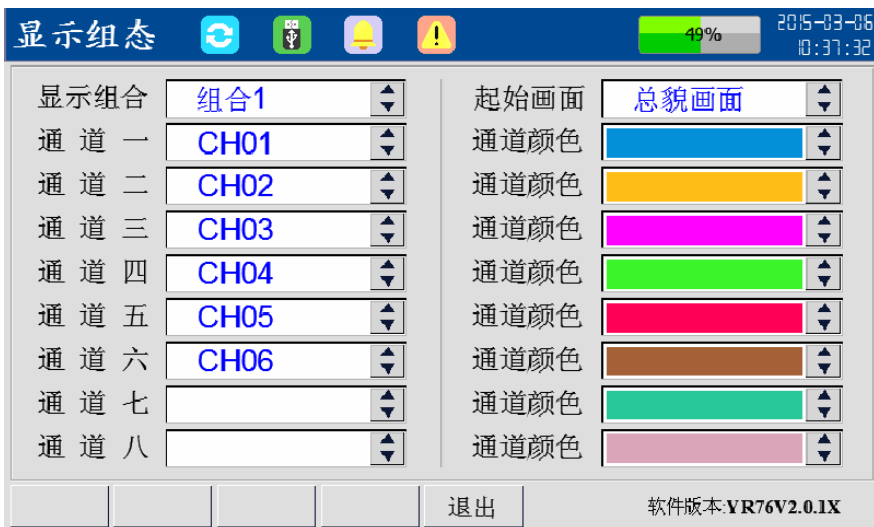 显示组态 49% 2015-03-06
10:37:32
显示组合 组合1 起始画面 总貌画面
通道一 CH01 通道颜色
通道二 CH02 通道颜色
通道三 CH03 通道颜色
通道四 CH04 通道颜色
通道五 CH05 通道颜色
通道六 CH06 通道颜色
通道七 通道颜色
通道八 通道颜色
退出 软件版本:YR76V2.0.1X